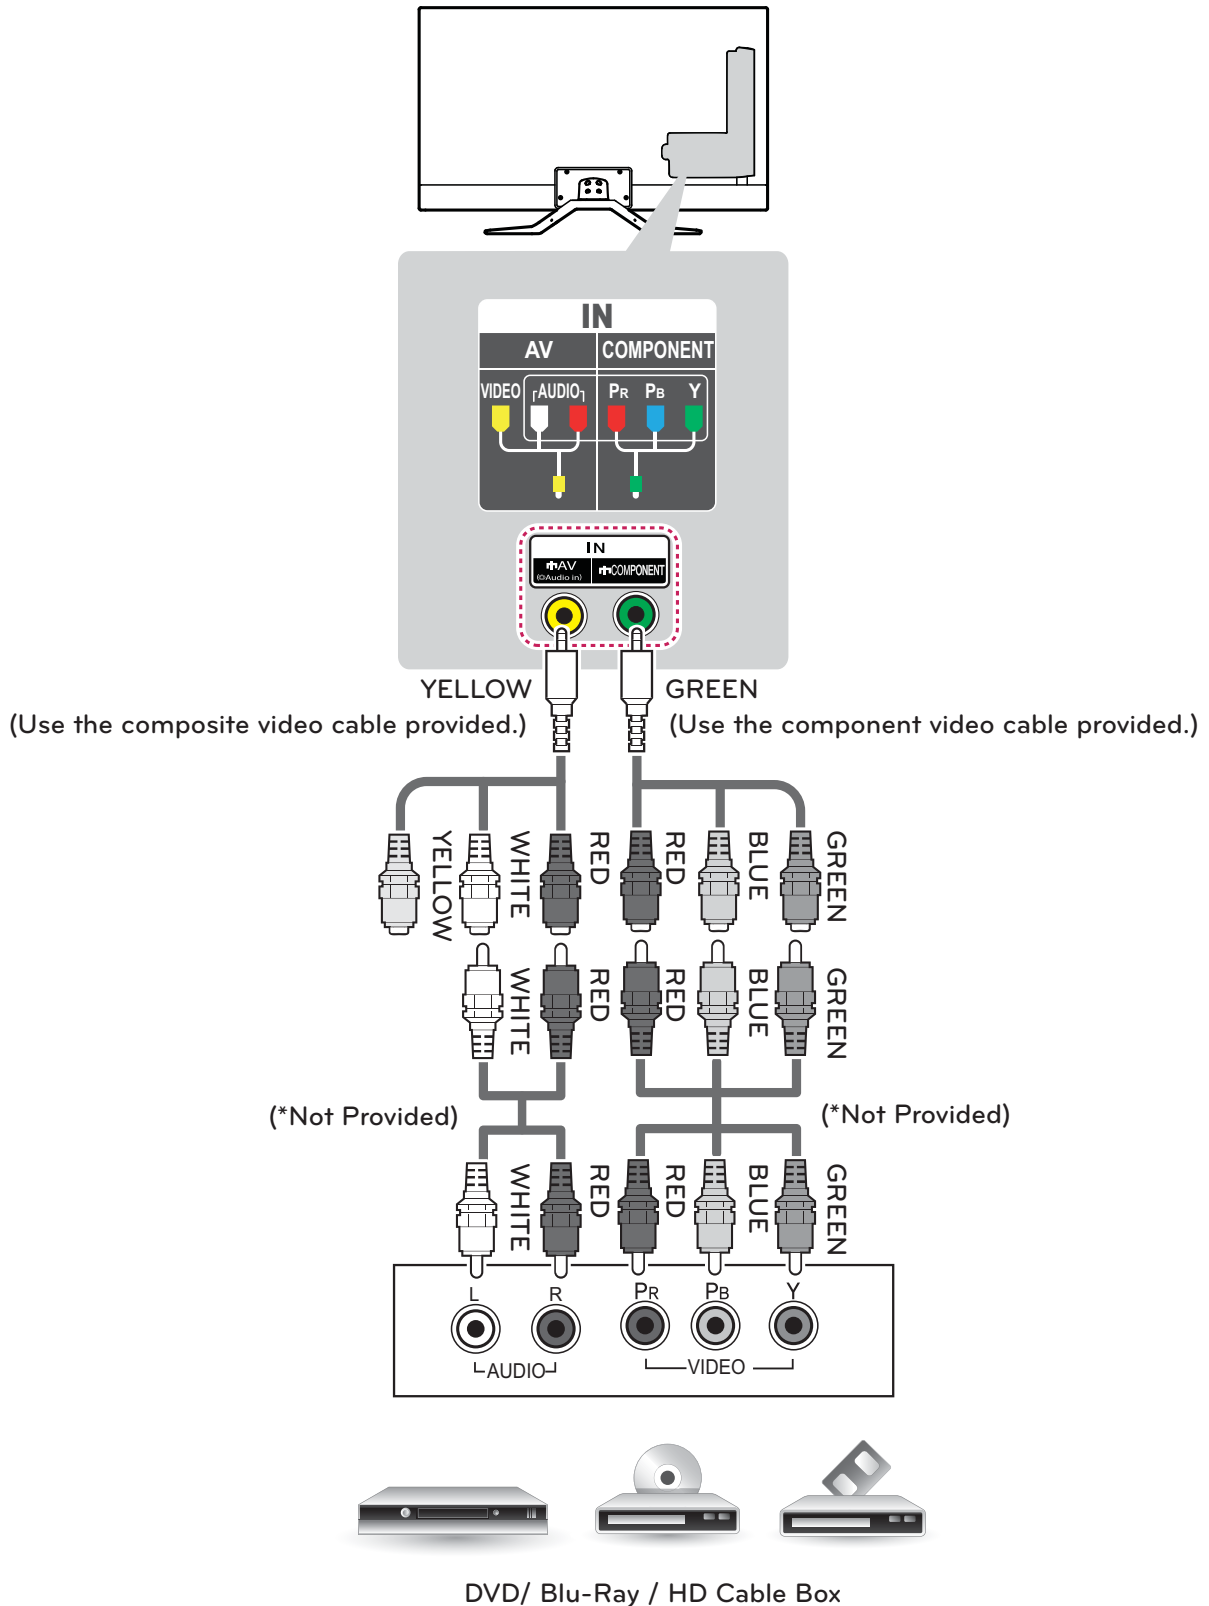 IN
AV COMPONENT
VIDEO ┌AUDIO┐ PR PB Y
IN
AV COMPONENT
(Audio in)
YELLOW GREEN
(Use the composite video cable provided.) (Use the component video cable provided.)
YELLOW WHITE RED RED BLUE GREEN
WHITE RED RED BLUE GREEN
(*Not Provided) (*Not Provided)
WHITE RED RED BLUE GREEN
L R PR PB Y
AUDIO VIDEO
DVD/ Blu-Ray / HD Cable Box